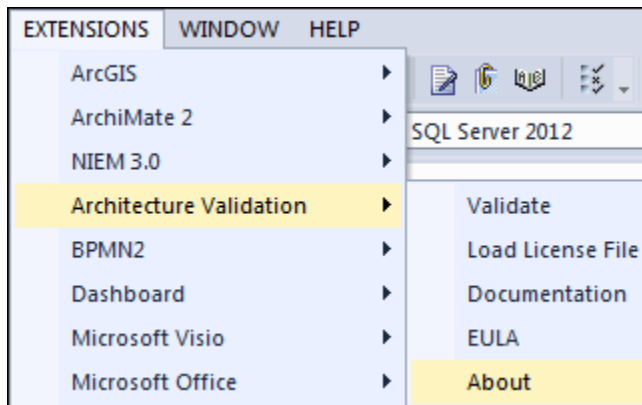 EXTENSIONS WINDOW HELP
ArcGIS
ArchiMate 2
SQL Server 2012
NIEM 3.0
Architecture Validation
Validate
BPMN2
Load License File
Dashboard
Documentation
Microsoft Visio
EULA
Microsoft Office
About